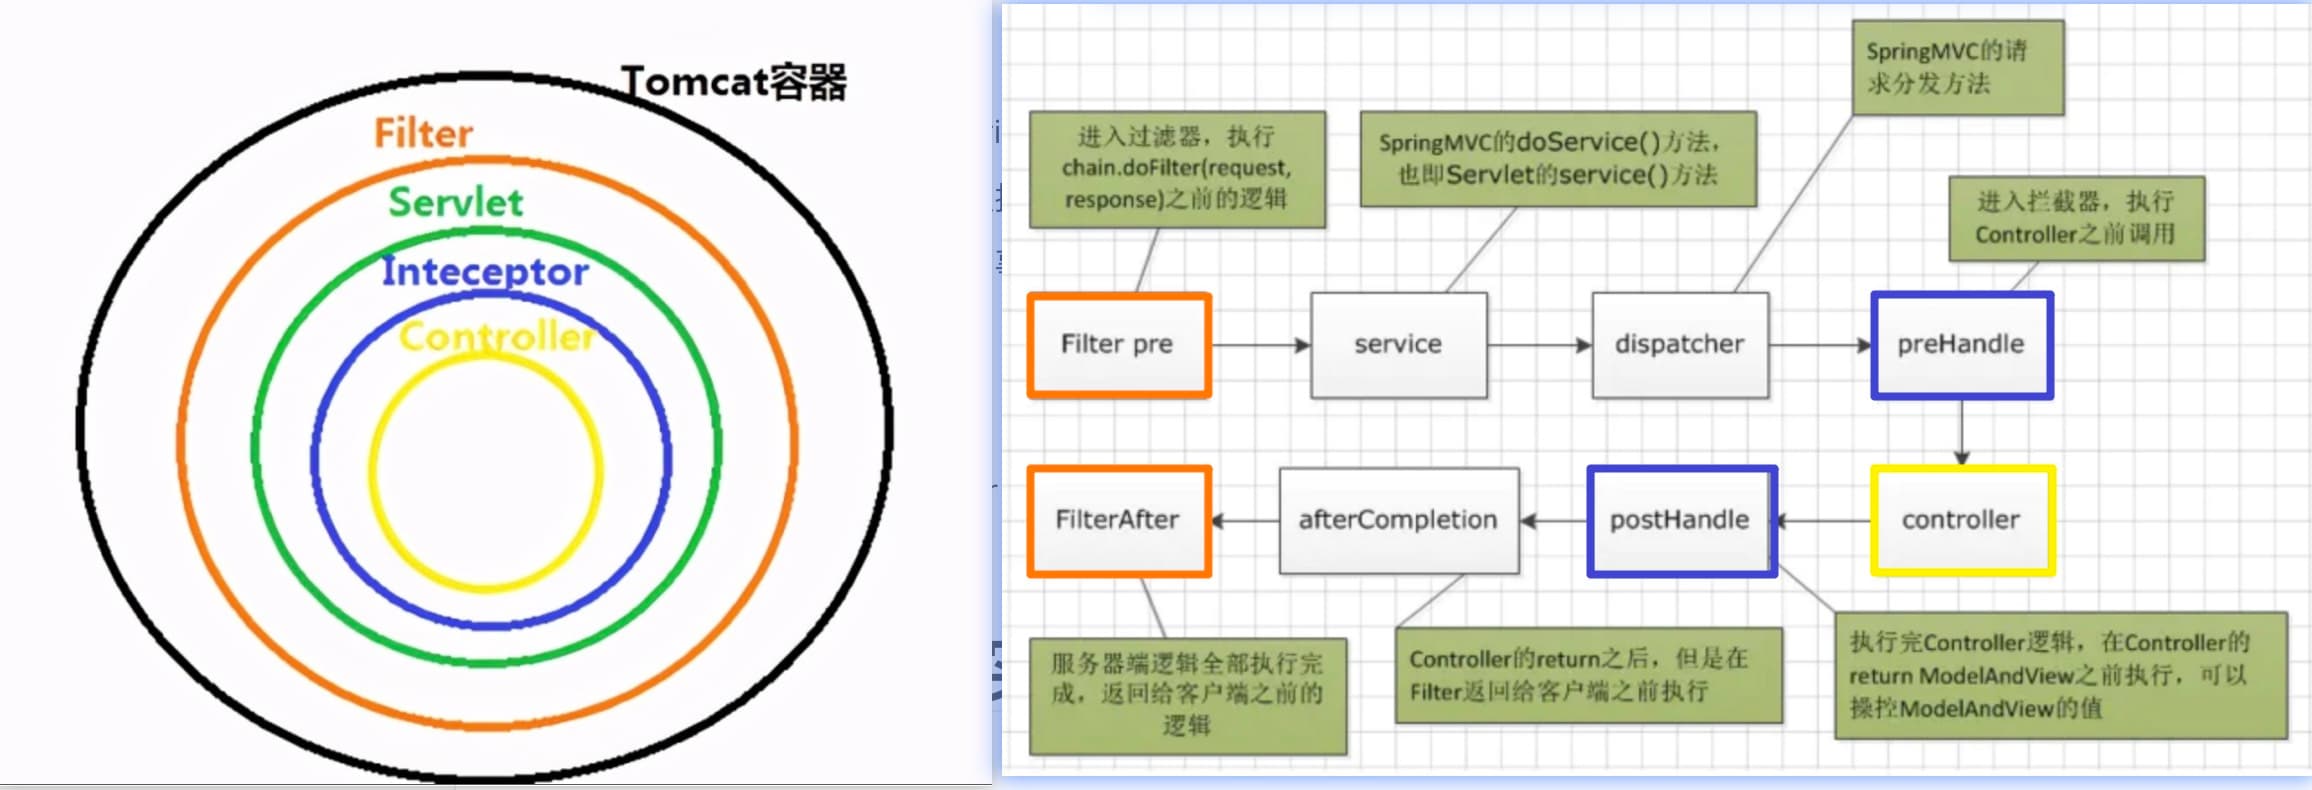 Tomcat容器
Filter
Servlet
Inteceptor
Controller
SpringMVC的请
求分发方法
进入过滤器，执行
chain.doFilter(request,
response)之前的逻辑
SpringMVC的doService()方法，
也即Servlet的service()方法
进入拦截器，执行
Controller之前调用
Filter pre
service
dispatcher
preHandle
FilterAfter
afterCompletion
postHandle
controller
服务器端逻辑全部执行完
成，返回给客户端之前的
逻辑
Controller的return之后，但是在
Filter返回给客户端之前执行
执行完Controller逻辑，在Controller的
return ModelAndView之前执行，可以
操控ModelAndView的值